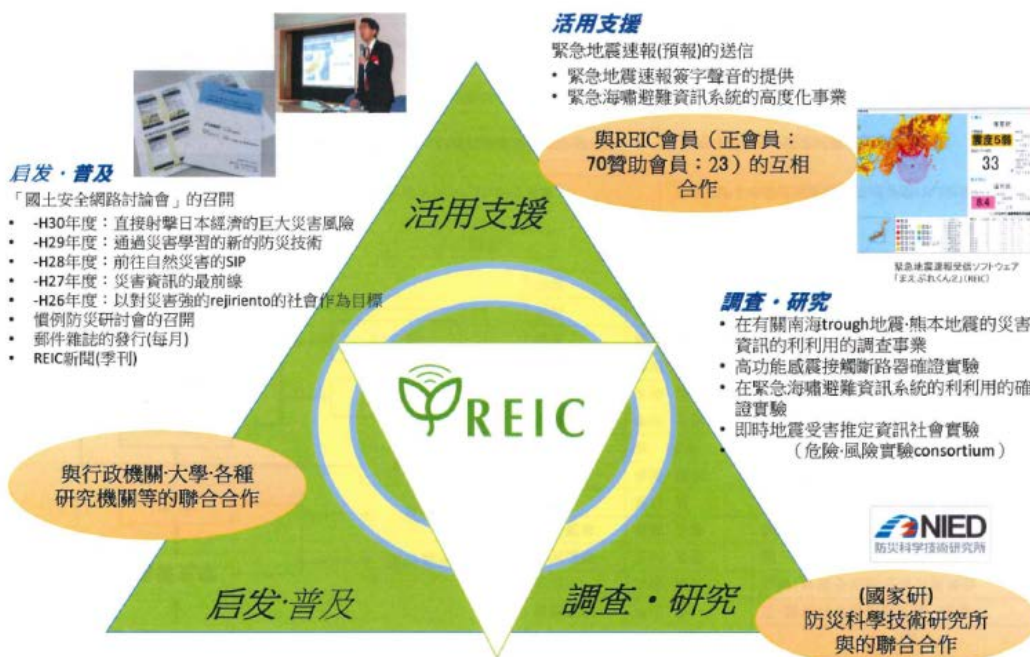 活用支援
緊急地震速報(預報)的送信
• 緊急地震速報簽字聲音的提供
• 緊急海嘯避難資訊系統的高度化事業
與REIC會員（正會員：
70贊助會員：23）的互相
合作
震度5弱
33
6.4
緊急地震速報受信ソフトウェア
「まえぶれくん2」(REIC)
启发·普及
「國土安全網路討論會」的召開
• -H30年度：直接射擊日本經濟的巨大災害風險
• -H29年度：通過災害學習的新的防災技術
• -H28年度：前往自然災害的SIP
• -H27年度：災害資訊的最前線
• -H26年度：以對災害強的rejiriento的社會作為目標
• 慣例防災研討會的召開
• 郵件雜誌的發行(每月)
• REIC新聞(季刊)
活用支援
REIC
調查・研究
• 在有關南海trough地震·熊本地震的災害
資訊的利利用的調查事業
• 高功能感震接觸斷路器確證實驗
• 在緊急海嘯避難資訊系統的利利用的確
證實驗
• 即時地震受害推定資訊社會實驗
• （危險·風險實驗consortium）
與行政機關·大學·各種
研究機關等的聯合合作
NIED
防災科学技術研究所
启发·普及
調查・研究
(國家研)
防災科學技術研究所
與的聯合合作